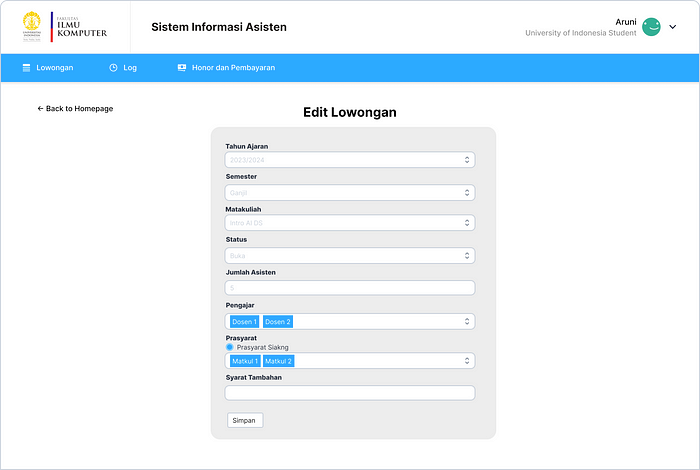 UNIVERSITAS
INDONESIA
FAKULTAS
ILMU
KOMPUTER
Sistem Informasi Asisten
Aruni
University of Indonesia Student
Lowongan
Log
Honor dan Pembayaran
← Back to Homepage
Edit Lowongan
Tahun Ajaran
2023/2024
Semester
Ganjil
Matakuliah
Intro AI DS
Status
Buka
Jumlah Asisten
5
Pengajar
Dosen 1 Dosen 2
Prasyarat
Prasyarat Siakng
Matkul 1 Matkul 2
Syarat Tambahan
Simpan